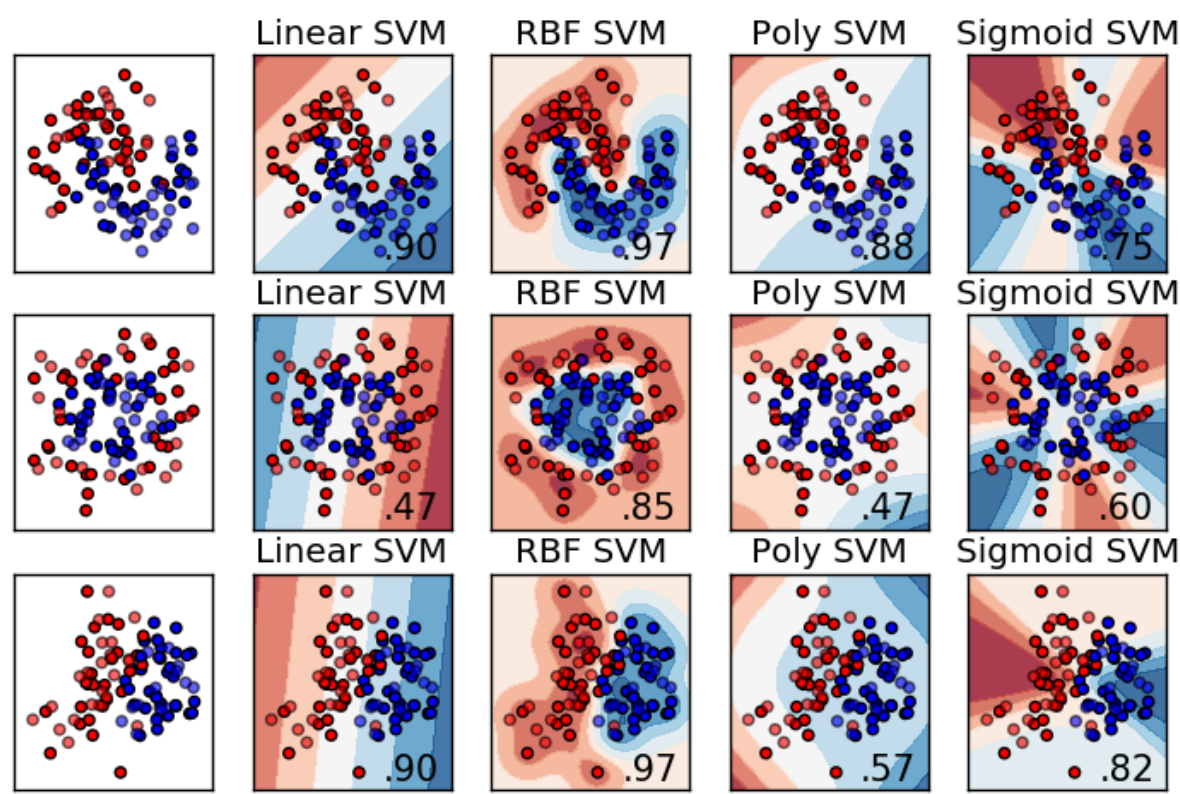 Linear SVM RBF SVM Poly SVM Sigmoid SVM
.90 .97 .88 .75
Linear SVM RBF SVM Poly SVM Sigmoid SVM
.47 .85 .47 .60
Linear SVM RBF SVM Poly SVM Sigmoid SVM
.90 .97 .57 .82